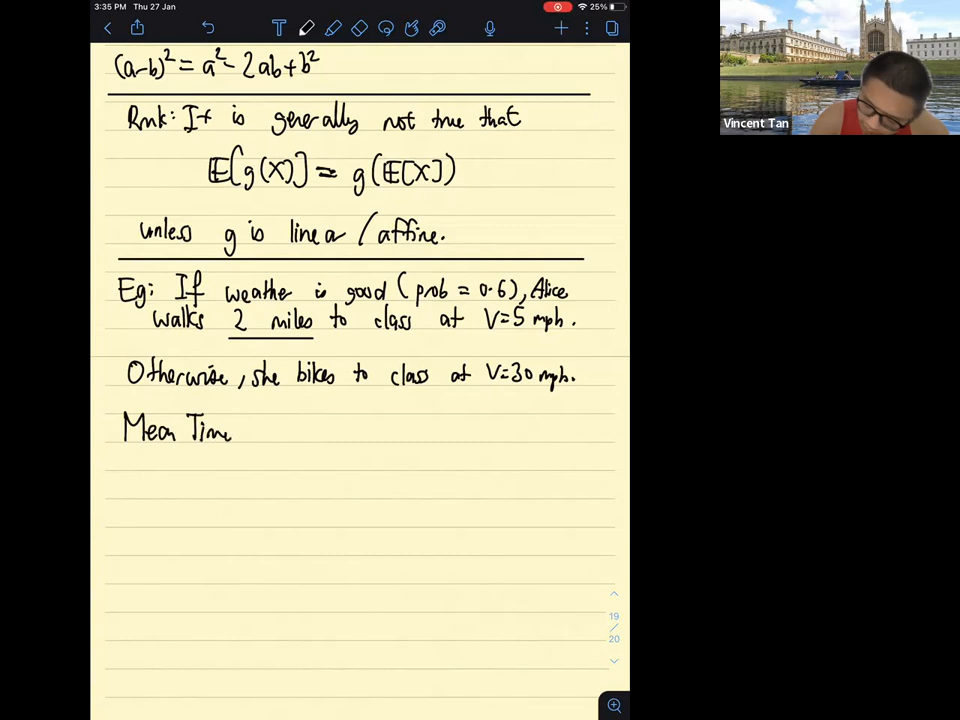 3:35 PM Thu 27 Jan
25%
(a-b)² = a² - 2ab + b²
Rmk: It is generally not true that
𝔼[g(X)] = g(𝔼[X])
unless g is linear / affine.
Eg: If weather is good (prob = 0.6), Alice
walks 2 miles to class at V=5 mph.
Otherwise, she bikes to class at V=30 mph.
Mean Time
19
/
20
Vincent Tan